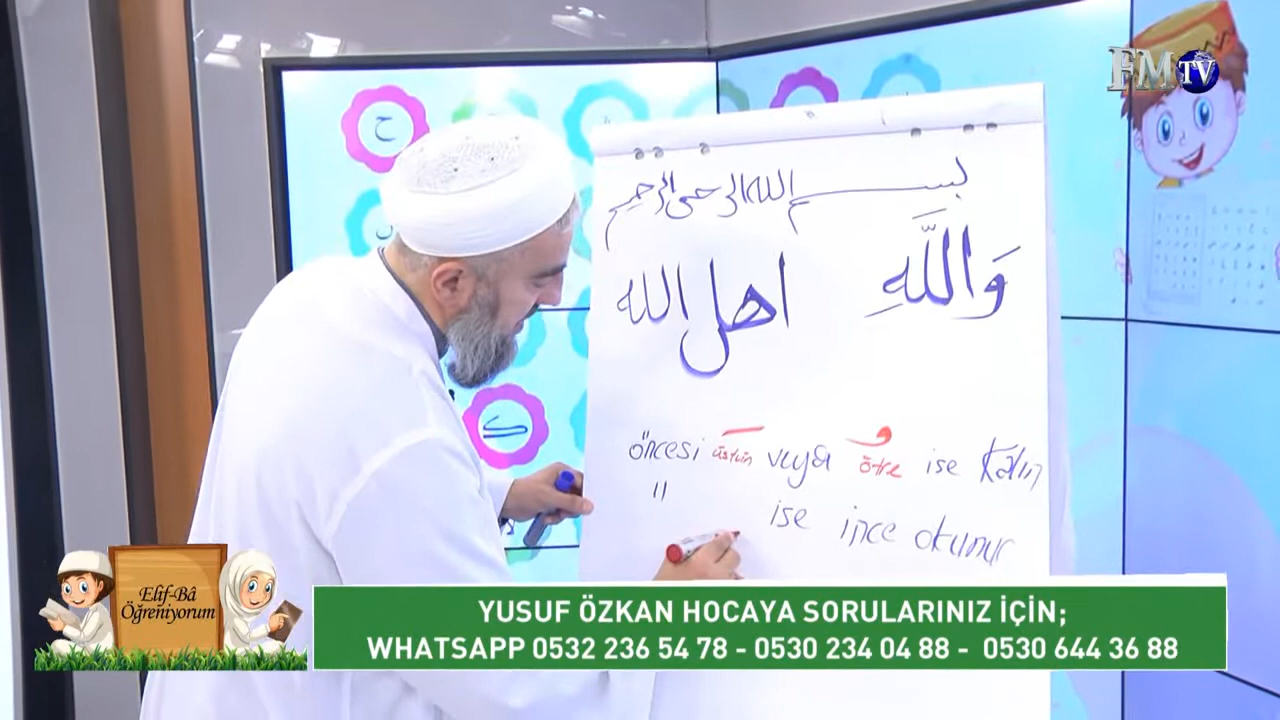 FM TV
ح
بسم الله الرحمن الرحيم
وَاللّٰهِ
اهل الله
ک
öncesi üstün veya ötre ise kalın
" ise ince okunur
Elif-Bâ
Öğreniyorum
YUSUF ÖZKAN HOCAYA SORULARINIZ İÇİN;
WHATSAPP 0532 236 54 78 - 0530 234 04 88 - 0530 644 36 88